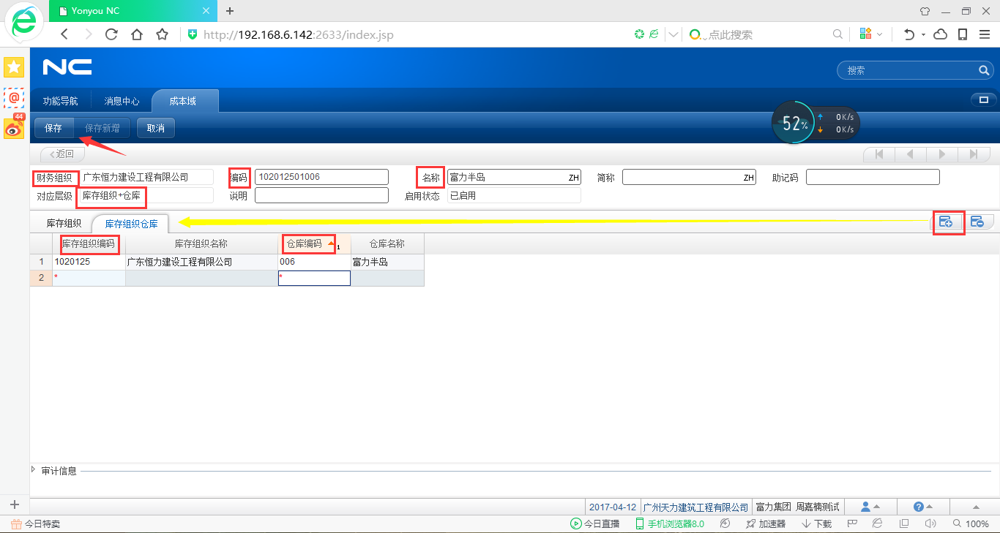 Yonyou NC
http://192.168.6.142:2633/index.jsp
点此搜索
44
NC
搜索
功能导航 消息中心 成本域
保存 保存新增 取消
52%
0K/s
0K/s
返回
财务组织 广东恒力建设工程有限公司 编码 102012501006 名称 富力半岛 ZH 简称 ZH 助记码
对应层级 库存组织+仓库 说明 启用状态 已启用
库存组织 库存组织仓库
库存组织编码 库存组织名称 仓库编码 1 仓库名称
1 1020125 广东恒力建设工程有限公司 006 富力半岛
2 * *
审计信息
2017-04-12 广州天力建筑工程有限公司 富力集团 周嘉楠测试
今日特卖 今日直播 手机浏览器8.0 加速器 下载 100%